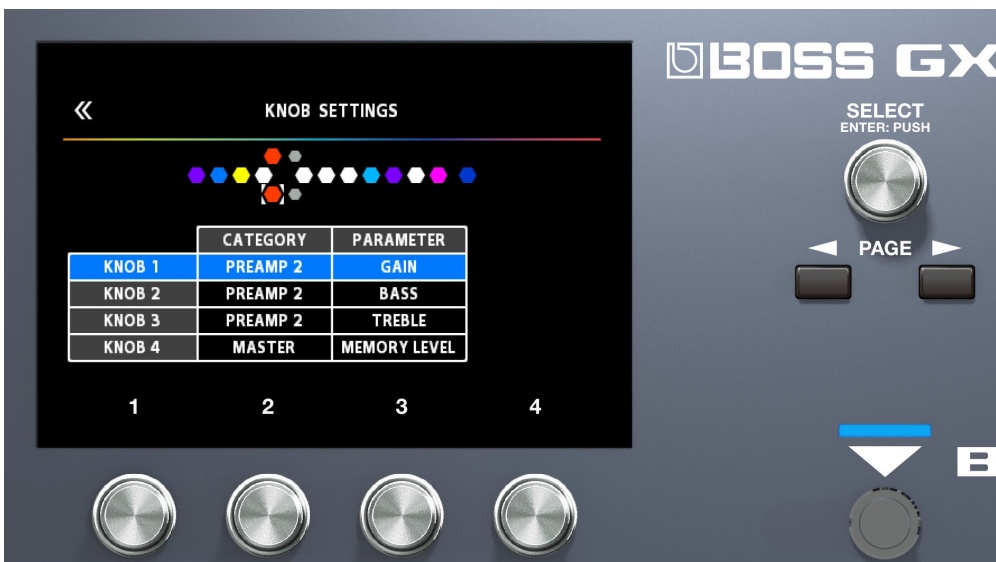 BOSS GX
« KNOB SETTINGS
SELECT
ENTER: PUSH
CATEGORY PARAMETER
KNOB 1 PREAMP 2 GAIN
KNOB 2 PREAMP 2 BASS
KNOB 3 PREAMP 2 TREBLE
KNOB 4 MASTER MEMORY LEVEL
PAGE
1 2 3 4